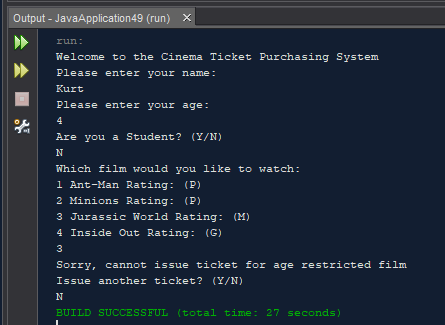 Output - JavaApplication49 (run)
run:
Welcome to the Cinema Ticket Purchasing System
Please enter your name:
Kurt
Please enter your age:
4
Are you a Student? (Y/N)
N
Which film would you like to watch:
1 Ant-Man Rating: (P)
2 Minions Rating: (P)
3 Jurassic World Rating: (M)
4 Inside Out Rating: (G)
3
Sorry, cannot issue ticket for age restricted film
Issue another ticket? (Y/N)
N
BUILD SUCCESSFUL (total time: 27 seconds)